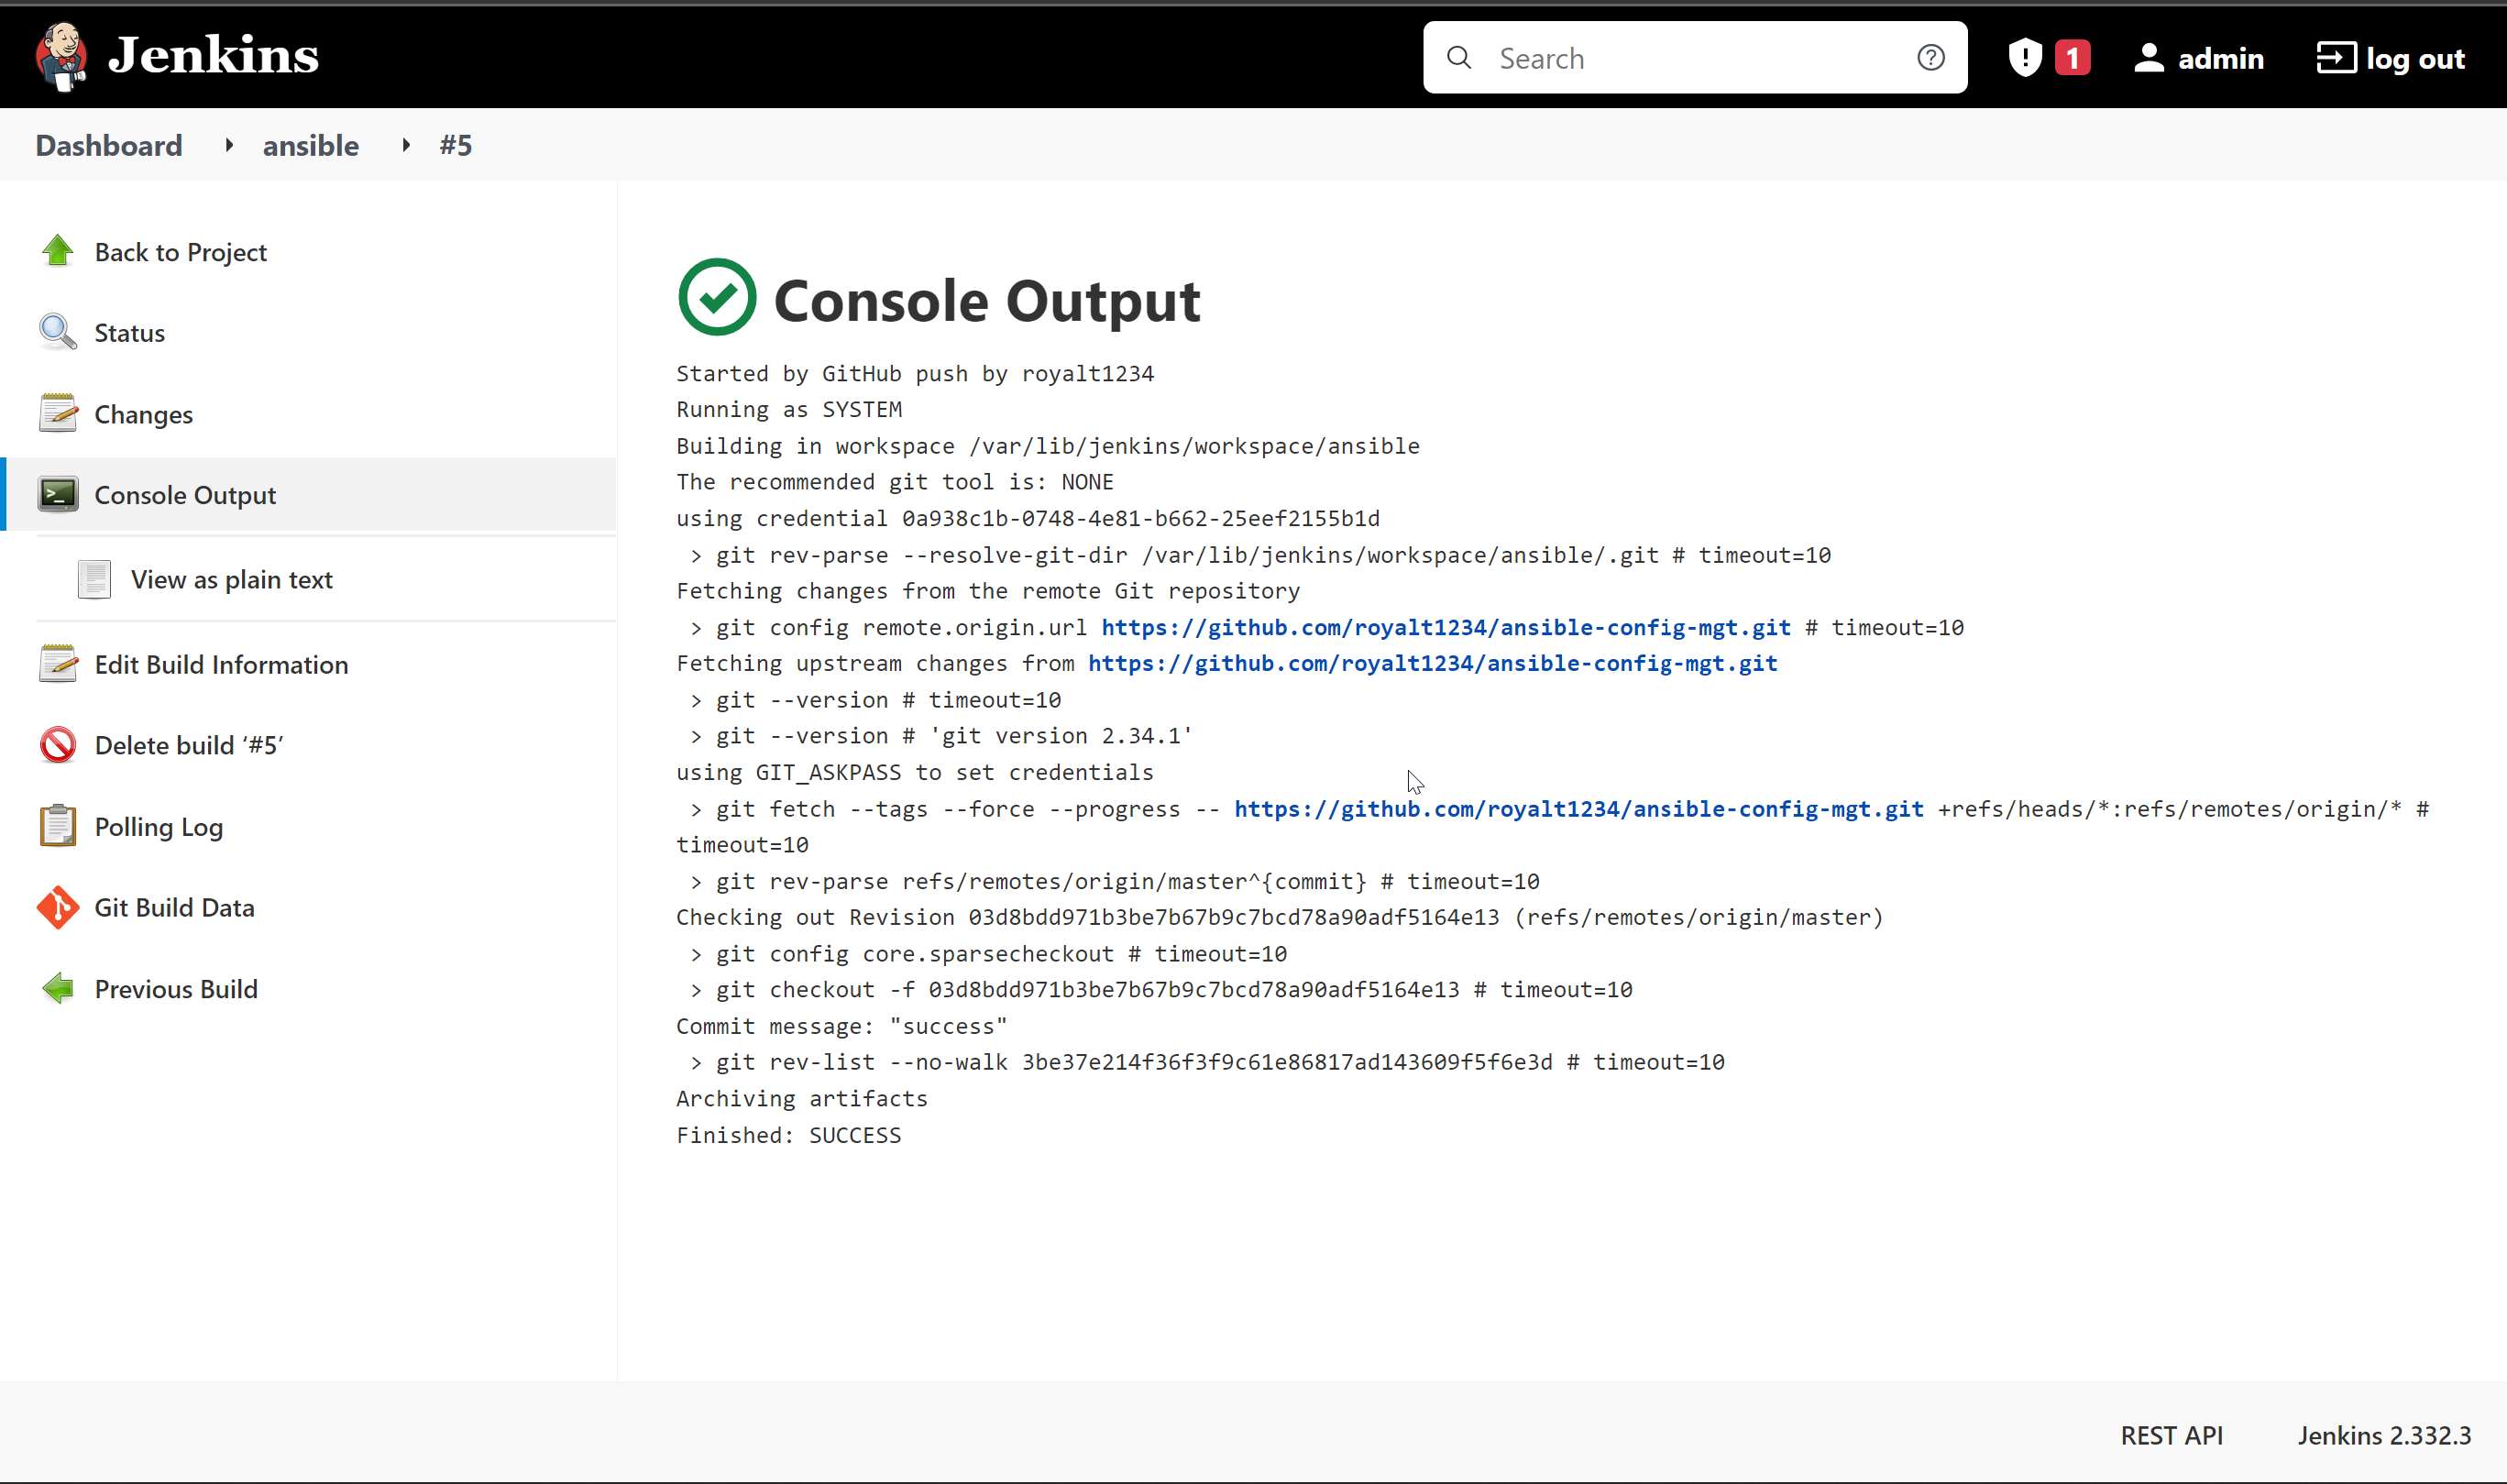 Jenkins
Search
1
admin
log out
Dashboard
ansible
#5
Back to Project
Status
Changes
Console Output
View as plain text
Edit Build Information
Delete build ‘#5’
Polling Log
Git Build Data
Previous Build
Console Output
Started by GitHub push by royalt1234
Running as SYSTEM
Building in workspace /var/lib/jenkins/workspace/ansible
The recommended git tool is: NONE
using credential 0a938c1b-0748-4e81-b662-25eef2155b1d
> git rev-parse --resolve-git-dir /var/lib/jenkins/workspace/ansible/.git # timeout=10
Fetching changes from the remote Git repository
> git config remote.origin.url https://github.com/royalt1234/ansible-config-mgt.git # timeout=10
Fetching upstream changes from https://github.com/royalt1234/ansible-config-mgt.git
> git --version # timeout=10
> git --version # 'git version 2.34.1'
using GIT_ASKPASS to set credentials
> git fetch --tags --force --progress -- https://github.com/royalt1234/ansible-config-mgt.git +refs/heads/*:refs/remotes/origin/* #
timeout=10
> git rev-parse refs/remotes/origin/master^{commit} # timeout=10
Checking out Revision 03d8bdd971b3be7b67b9c7bcd78a90adf5164e13 (refs/remotes/origin/master)
> git config core.sparsecheckout # timeout=10
> git checkout -f 03d8bdd971b3be7b67b9c7bcd78a90adf5164e13 # timeout=10
Commit message: "success"
> git rev-list --no-walk 3be37e214f36f3f9c61e86817ad143609f5f6e3d # timeout=10
Archiving artifacts
Finished: SUCCESS
REST API
Jenkins 2.332.3